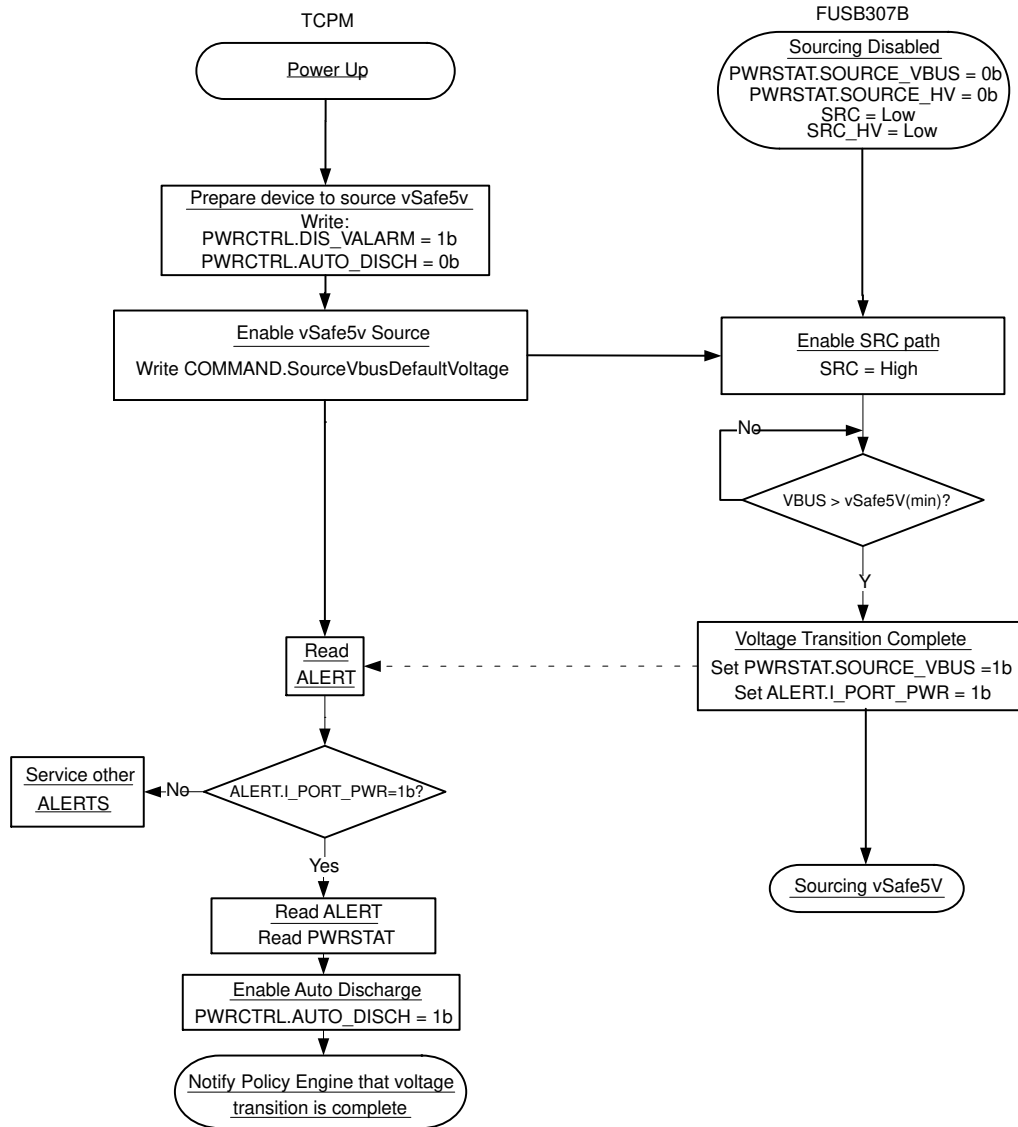 TCPM
Power Up
Prepare device to source vSafe5v
Write:
PWRCTRL.DIS_VALARM = 1b
PWRCTRL.AUTO_DISCH = 0b
Enable vSafe5v Source
Write COMMAND.SourceVbusDefaultVoltage
Read
ALERT
ALERT.I_PORT_PWR=1b?
No
Service other
ALERTS
Yes
Read ALERT
Read PWRSTAT
Enable Auto Discharge
PWRCTRL.AUTO_DISCH = 1b
Notify Policy Engine that voltage
transition is complete
FUSB307B
Sourcing Disabled
PWRSTAT.SOURCE_VBUS = 0b
PWRSTAT.SOURCE_HV = 0b
SRC = Low
SRC_HV = Low
Enable SRC path
SRC = High
No
VBUS > vSafe5V(min)?
Y
Voltage Transition Complete
Set PWRSTAT.SOURCE_VBUS =1b
Set ALERT.I_PORT_PWR = 1b
Sourcing vSafe5V